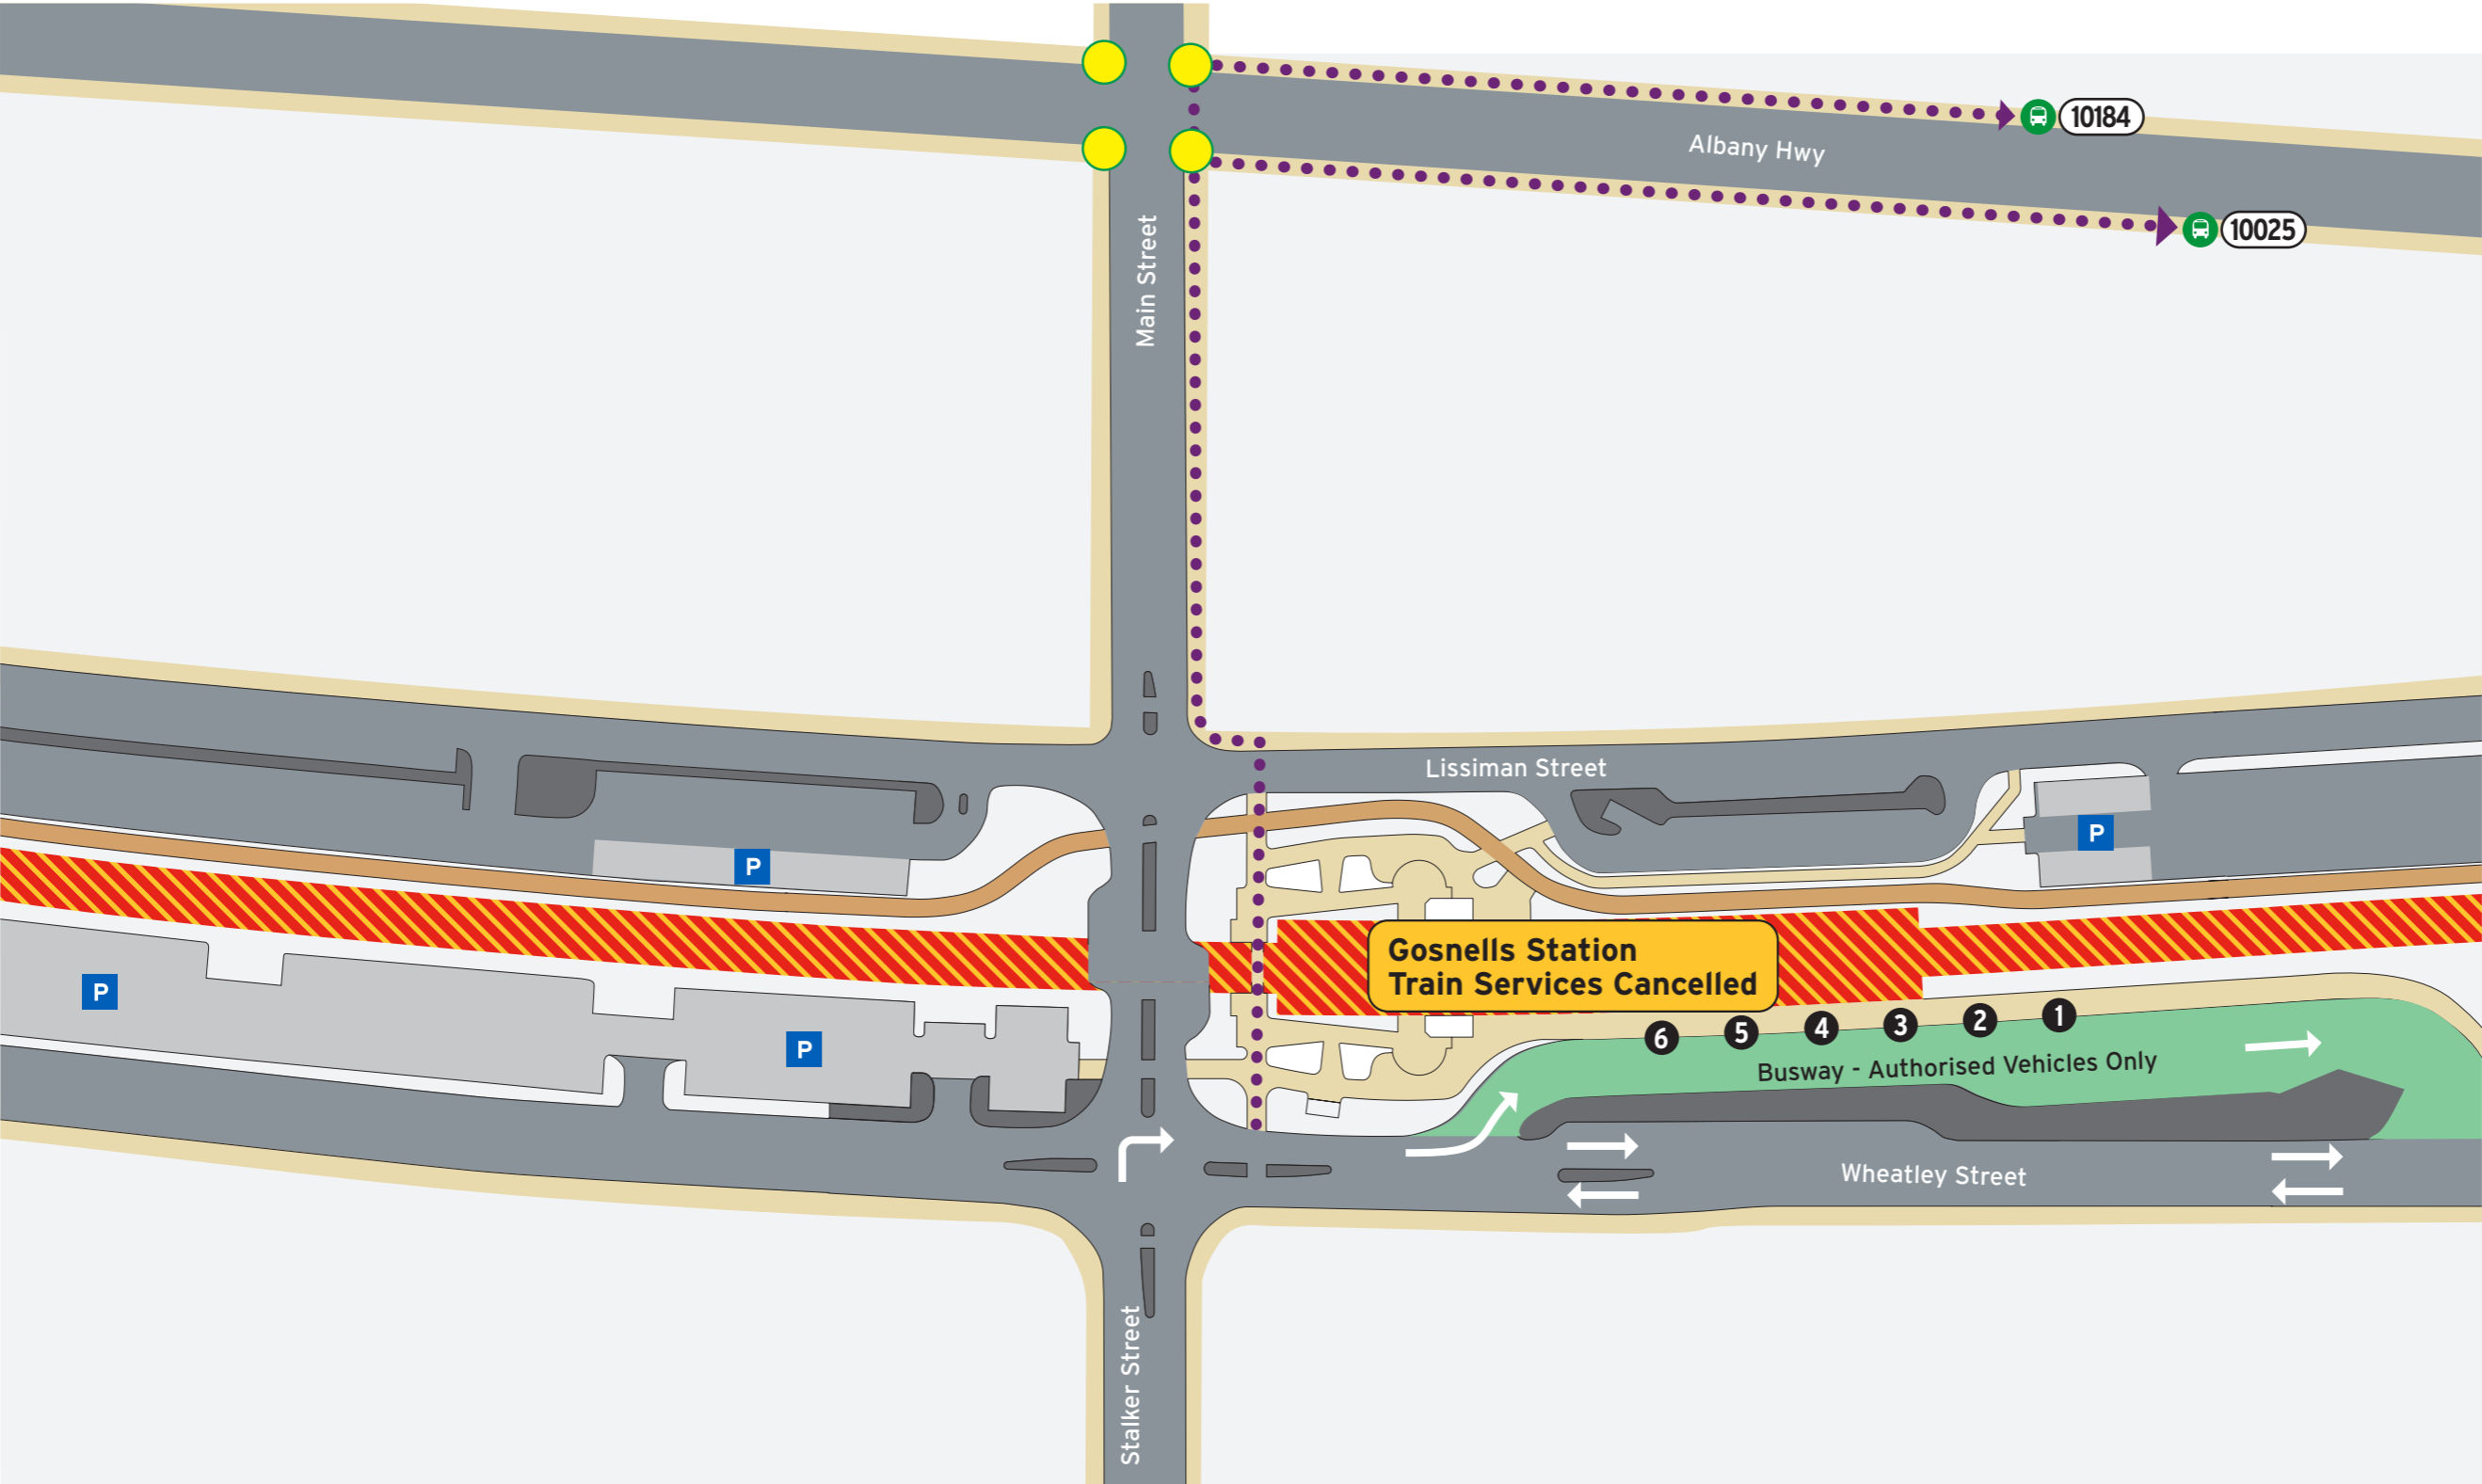 10184
Albany Hwy
10025
Main Street
Lissiman Street
P
P
Gosnells Station
Train Services Cancelled
P
P
6 5 4 3 2 1
Busway - Authorised Vehicles Only
Wheatley Street
Stalker Street